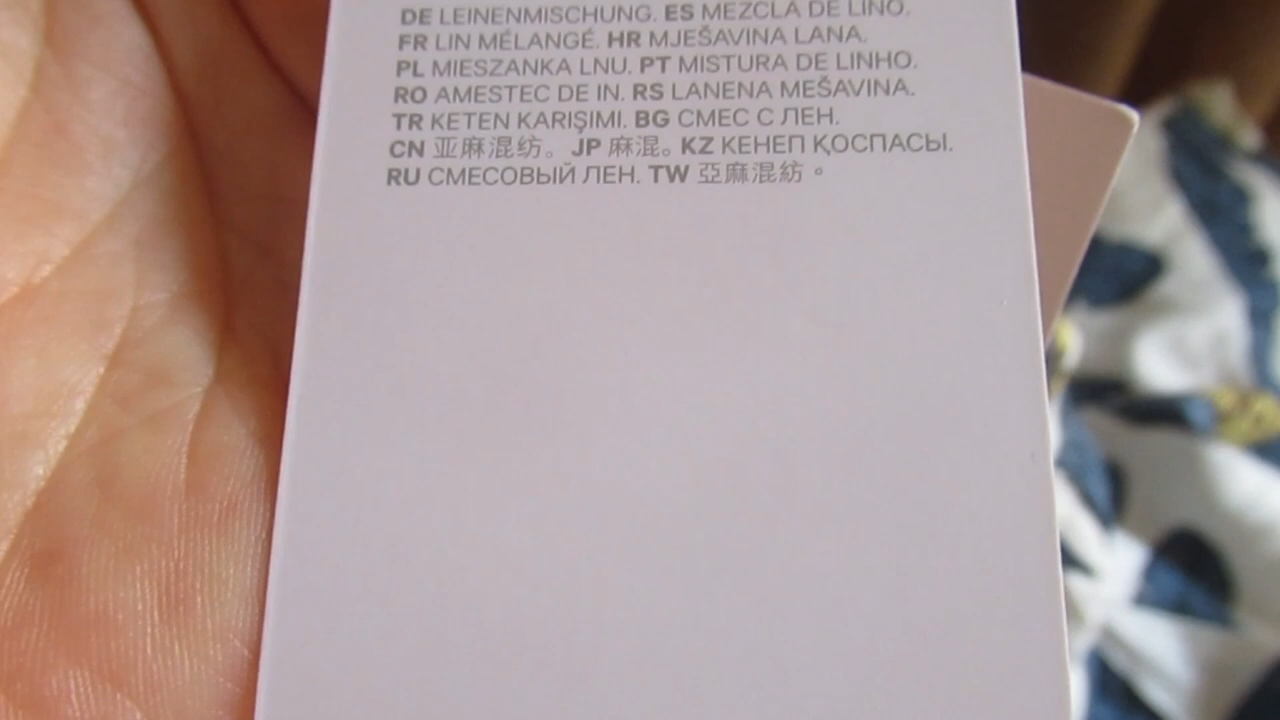 DE LEINENMISCHUNG. ES MEZCLA DE LINO.
FR LIN MÉLANGÉ. HR MJEŠAVINA LANA.
PL MIESZANKA LNU. PT MISTURA DE LINHO.
RO AMESTEC DE IN. RS LANENA MEŠAVINA.
TR KETEN KARIŞIMI. BG СМЕС С ЛЕН.
CN 亚麻混纺。 JP 麻混。 KZ КЕНЕП ҚОСПАСЫ.
RU СМЕСОВЫЙ ЛЕН. TW 亞麻混紡。